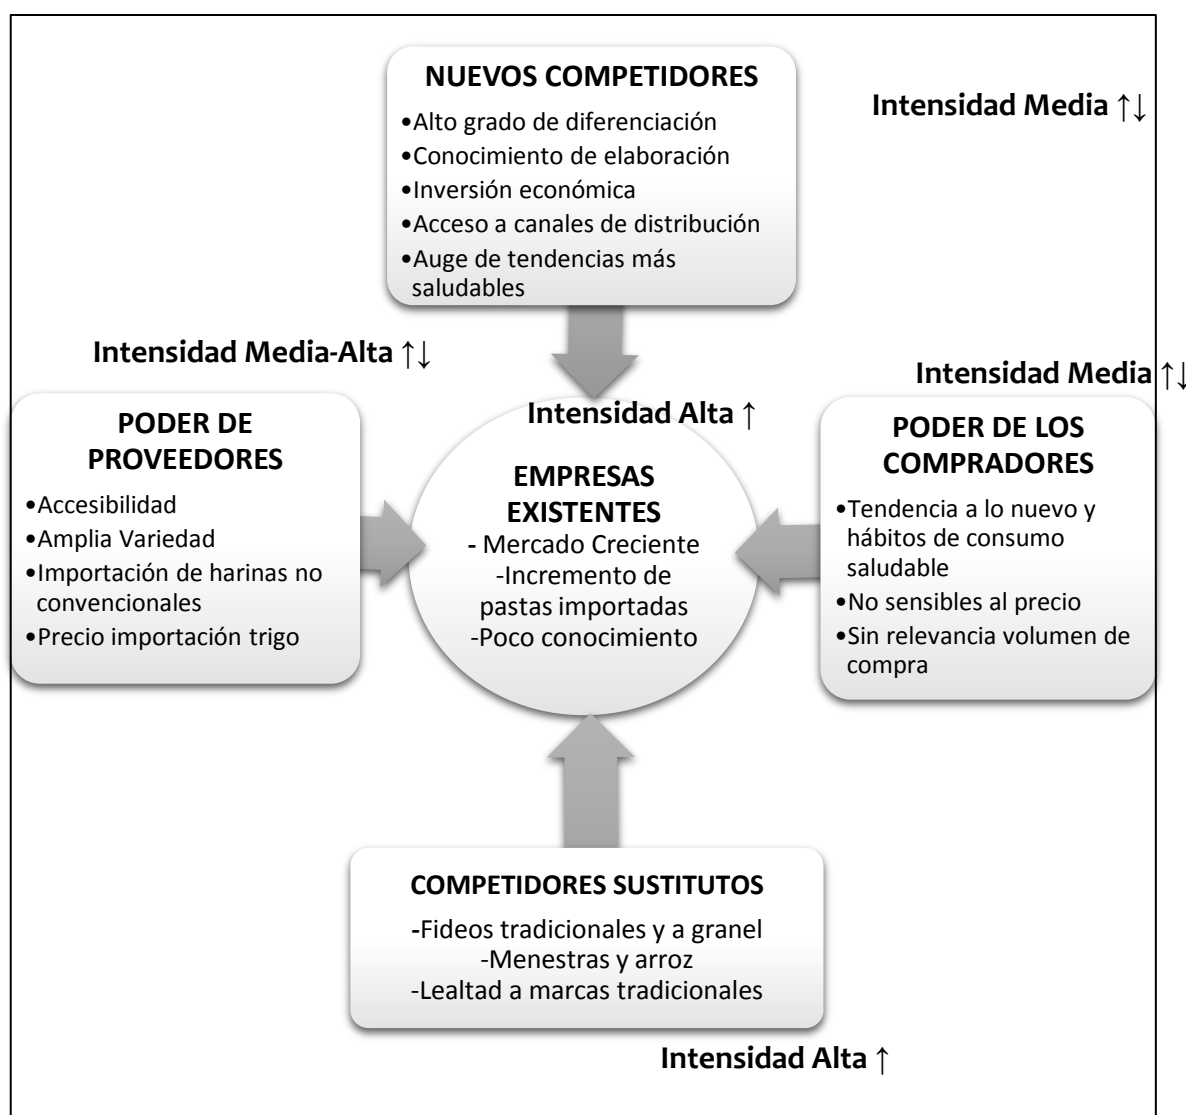 NUEVOS COMPETIDORES
•Alto grado de diferenciación
•Conocimiento de elaboración
•Inversión económica
•Acceso a canales de distribución
•Auge de tendencias más
saludables
Intensidad Media ↑↓
Intensidad Media-Alta ↑↓
PODER DE
PROVEEDORES
•Accesibilidad
•Amplia Variedad
•Importación de harinas no
convencionales
•Precio importación trigo
Intensidad Alta ↑
EMPRESAS
EXISTENTES
- Mercado Creciente
-Incremento de
pastas importadas
-Poco conocimiento
Intensidad Media ↑↓
PODER DE LOS
COMPRADORES
•Tendencia a lo nuevo y
hábitos de consumo
saludable
•No sensibles al precio
•Sin relevancia volumen de
compra
COMPETIDORES SUSTITUTOS
-Fideos tradicionales y a granel
-Menestras y arroz
-Lealtad a marcas tradicionales
Intensidad Alta ↑